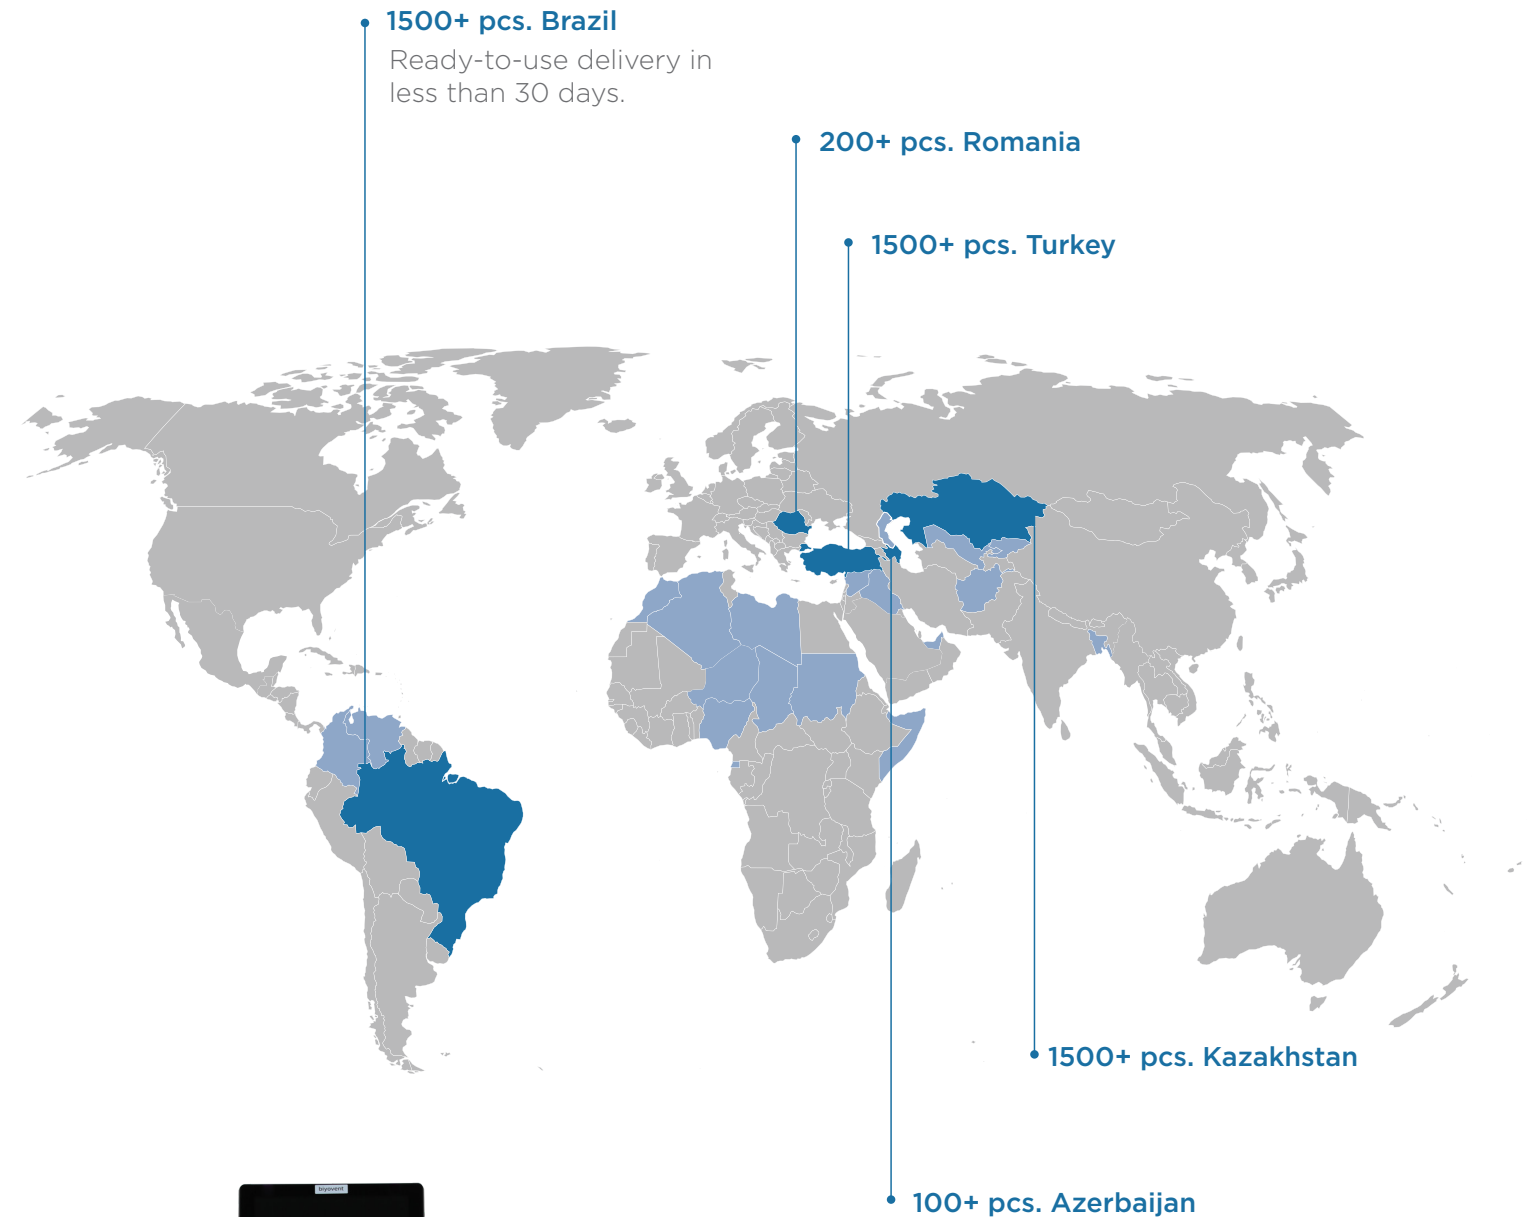 1500+ pcs. Brazil
Ready-to-use delivery in
less than 30 days.
200+ pcs. Romania
1500+ pcs. Turkey
1500+ pcs. Kazakhstan
100+ pcs. Azerbaijan
biyovent